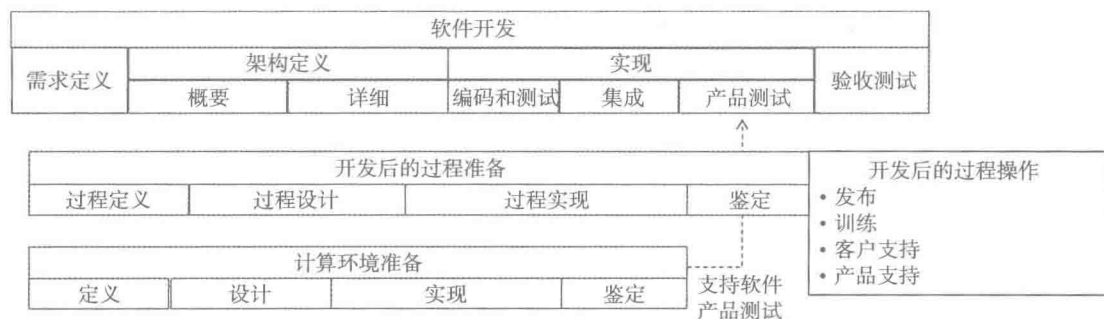 软件开发
需求定义
架构定义
实现
验收测试
概要
详细
编码和测试
集成
产品测试
开发后的过程准备
过程定义
过程设计
过程实现
鉴定
开发后的过程操作
• 发布
• 训练
• 客户支持
• 产品支持
计算环境准备
定义
设计
实现
鉴定
支持软件
产品测试